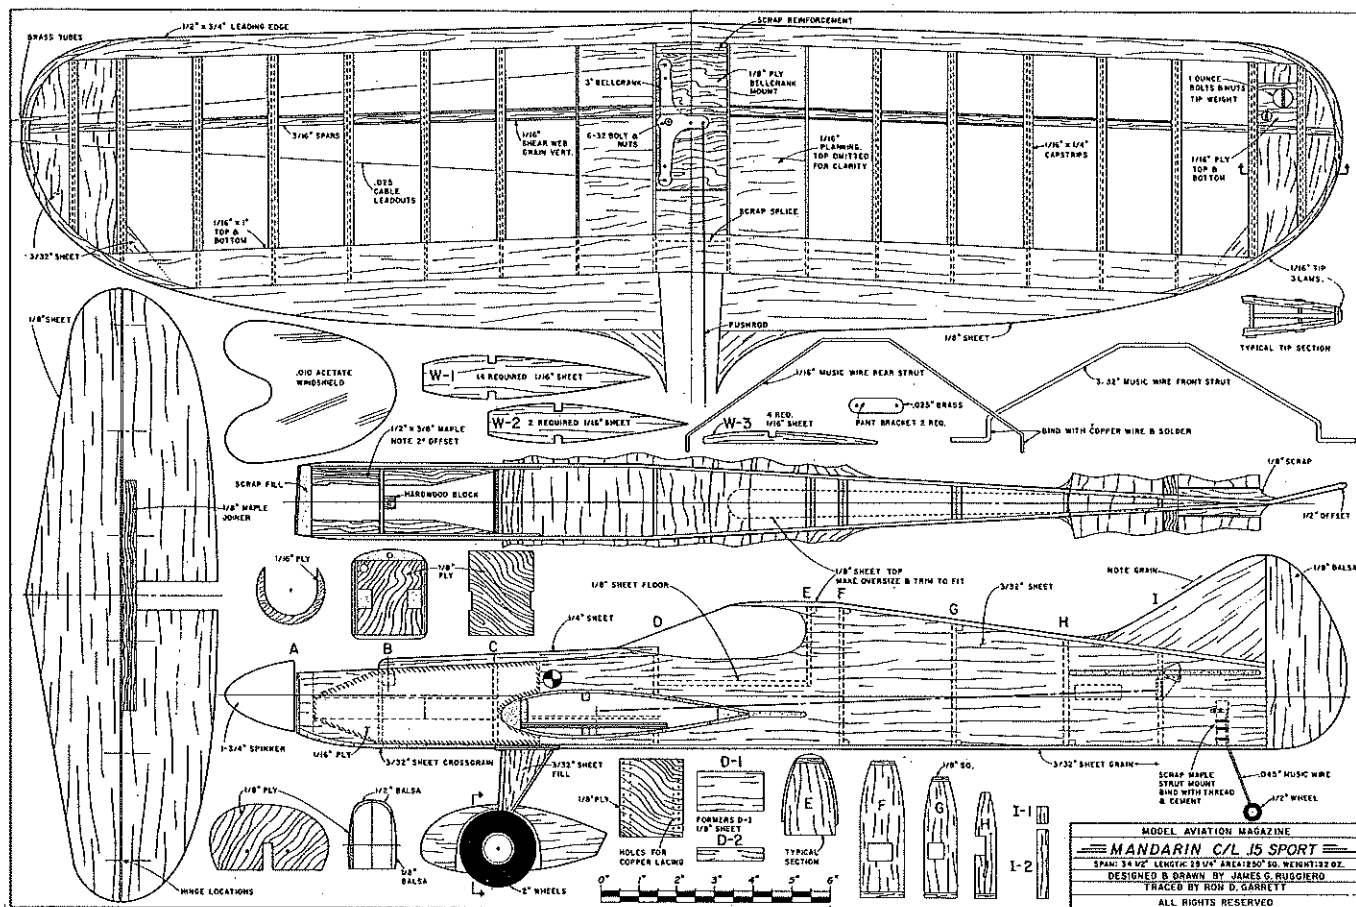 1/2" x 3/4" LEADING EDGE
SCRAP REINFORCEMENT
BRASS TUBES
3" BELLCRANK
1/8" PLY
BELLCRANK
MOUNT
1 OUNCE
BOLTS & NUTS
TIP WEIGHT
3/16" SPARS
1/16"
SHEAR WEB
GRAIN VERT.
6-32 BOLT &
NUTS
1/16"
PLANKING.
TOP OMITTED
FOR CLARITY
1/16" x 1/4"
CAPSTRIPS
1/16" PLY
TOP &
BOTTOM
CABLE
LEADOUTS
1/16" x 1"
TOP &
BOTTOM
SCRAP SPLICE
3/32" SHEET
1/16" TIP
3 LAMS.
1/8" SHEET
PUSHROD
1/8" SHEET
TYPICAL TIP SECTION
.010 ACETATE
WINDSHIELD
W-1
14 REQUIRED 1/16" SHEET
1/16" MUSIC WIRE REAR STRUT
3/32" MUSIC WIRE FRONT STRUT
1/2" x 3/8" MAPLE
NOTE 2° OFFSET
W-2
2 REQUIRED 1/16" SHEET
W-3
4 REQ.
1/16" SHEET
.025" BRASS
PANT BRACKET 2 REQ.
BIND WITH COPPER WIRE & SOLDER
SCRAP FILL
HARDWOOD BLOCK
1/8" SCRAP
1/8" MAPLE
JOINER
1/2" OFFSET
1/16" PLY
1/8"
PLY
1/8" SHEET FLOOR
1/8" SHEET TOP
MAKE OVERSIZE & TRIM TO FIT
3/32" SHEET
NOTE GRAIN
1/8" BALSA
1/4" SHEET
A
B
C
D
E
F
G
H
I
1-3/4" SPINNER
1/16" PLY
3/32" SHEET CROSSGRAIN
3/32" SHEET
FILL
3/32" SHEET GRAIN
SCRAP MAPLE
STRUT MOUNT
BIND WITH THREAD
& CEMENT
.045" MUSIC WIRE
1/2" WHEEL
1/8" PLY
1/2" BALSA
1/8"
BALSA
HINGE LOCATIONS
2" WHEELS
1/8" PLY
HOLES FOR
COPPER LACING
D-1
FORMERS D-1
1/8" SHEET
D-2
E
TYPICAL
SECTION
F
1/8" SQ.
G
H
I-1
I-2
0" 1" 2" 3" 4" 5" 6"
MODEL AVIATION MAGAZINE
MANDARIN C/L .15 SPORT
SPAN: 34 1/2" LENGTH: 25 1/4" AREA: 250" SQ. WEIGHT: 22 OZ.
DESIGNED & DRAWN BY JAMES G. RUGGIERO
TRACED BY RON D. GARRETT
ALL RIGHTS RESERVED